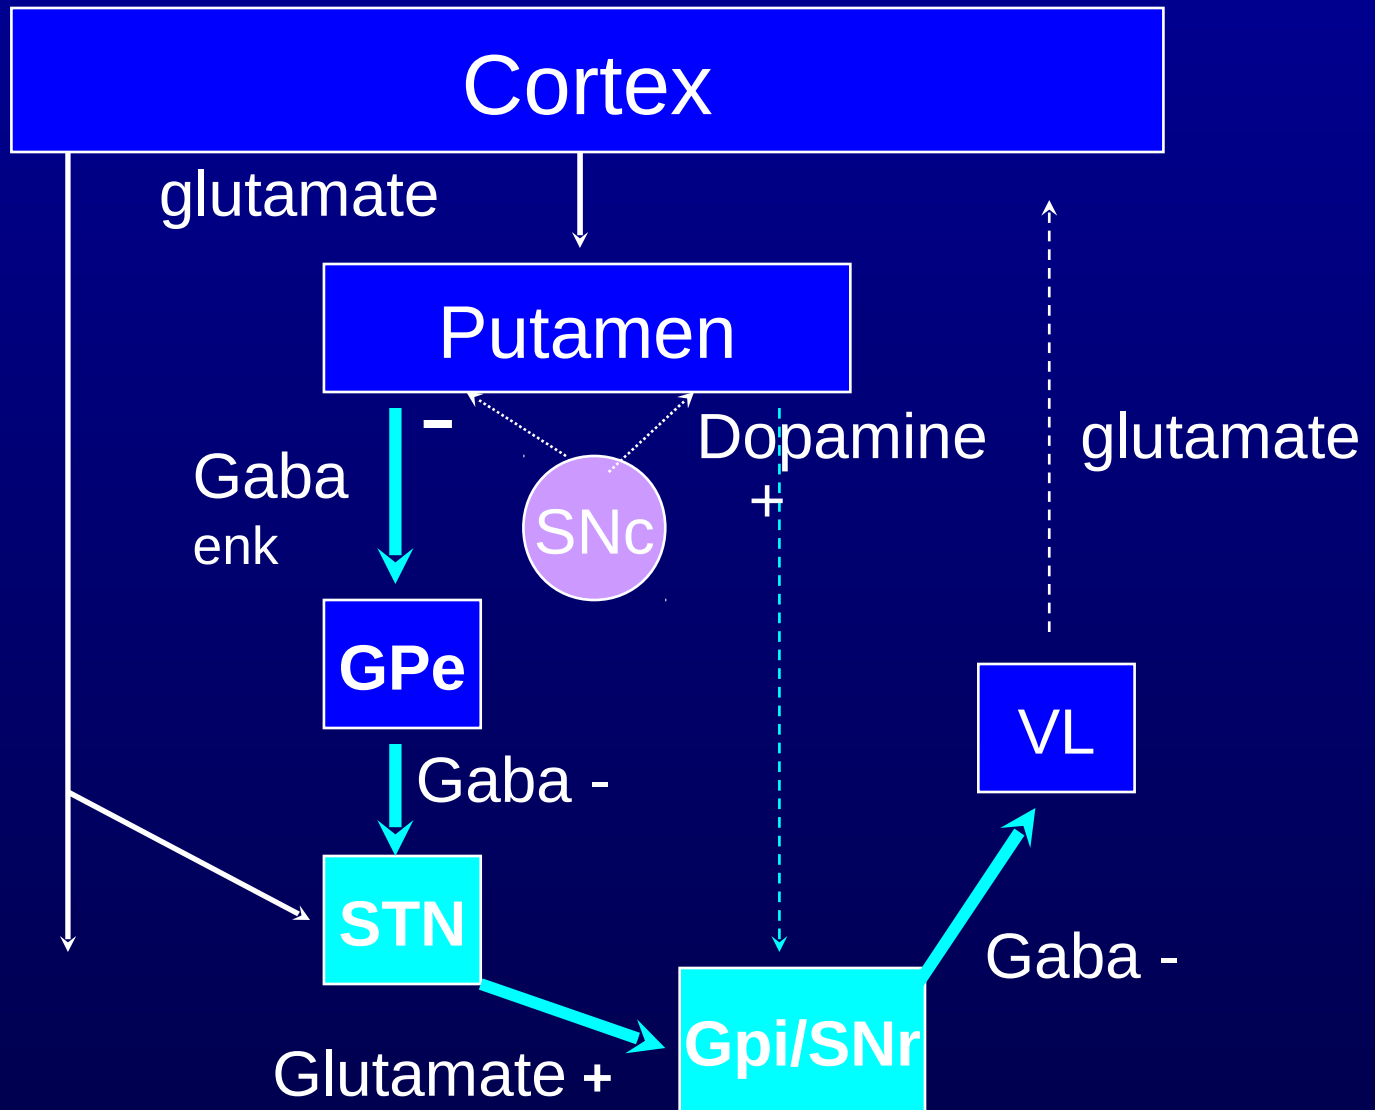 Cortex
glutamate
Putamen
-
Dopamine
+
glutamate
Gaba
enk
SNc
GPe
VL
Gaba -
STN
Gaba -
Gpi/SNr
Glutamate +